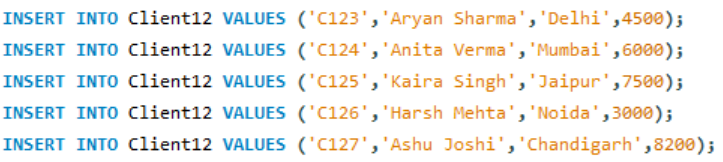 INSERT INTO Client12 VALUES ('C123','Aryan Sharma','Delhi',4500);
INSERT INTO Client12 VALUES ('C124','Anita Verma','Mumbai',6000);
INSERT INTO Client12 VALUES ('C125','Kaira Singh','Jaipur',7500);
INSERT INTO Client12 VALUES ('C126','Harsh Mehta','Noida',3000);
INSERT INTO Client12 VALUES ('C127','Ashu Joshi','Chandigarh',8200);